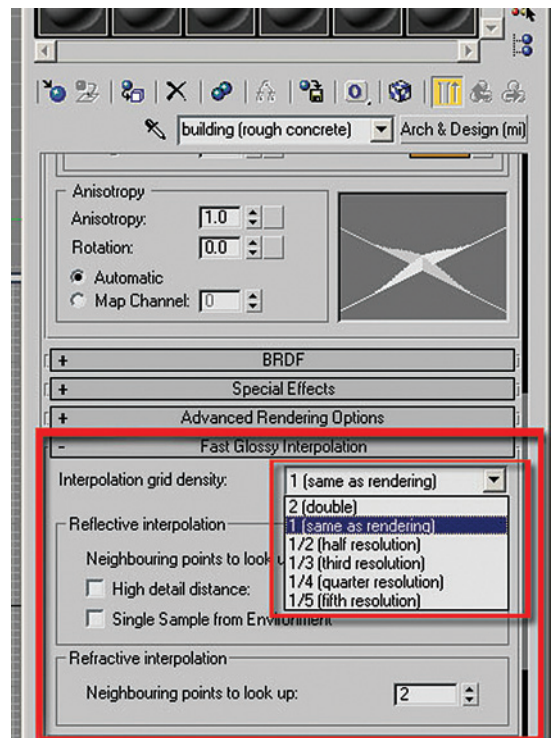 building (rough concrete) Arch & Design (mi)
Anisotropy
Anisotropy: 1.0
Rotation: 0.0
Automatic
Map Channel: 0
+ BRDF
+ Special Effects
+ Advanced Rendering Options
- Fast Glossy Interpolation
Interpolation grid density: 1 (same as rendering)
2 (double)
1 (same as rendering)
1/2 (half resolution)
1/3 (third resolution)
1/4 (quarter resolution)
1/5 (fifth resolution)
Reflective interpolation
Neighbouring points to look
High detail distance:
Single Sample from Environment
Refractive interpolation
Neighbouring points to look up: 2